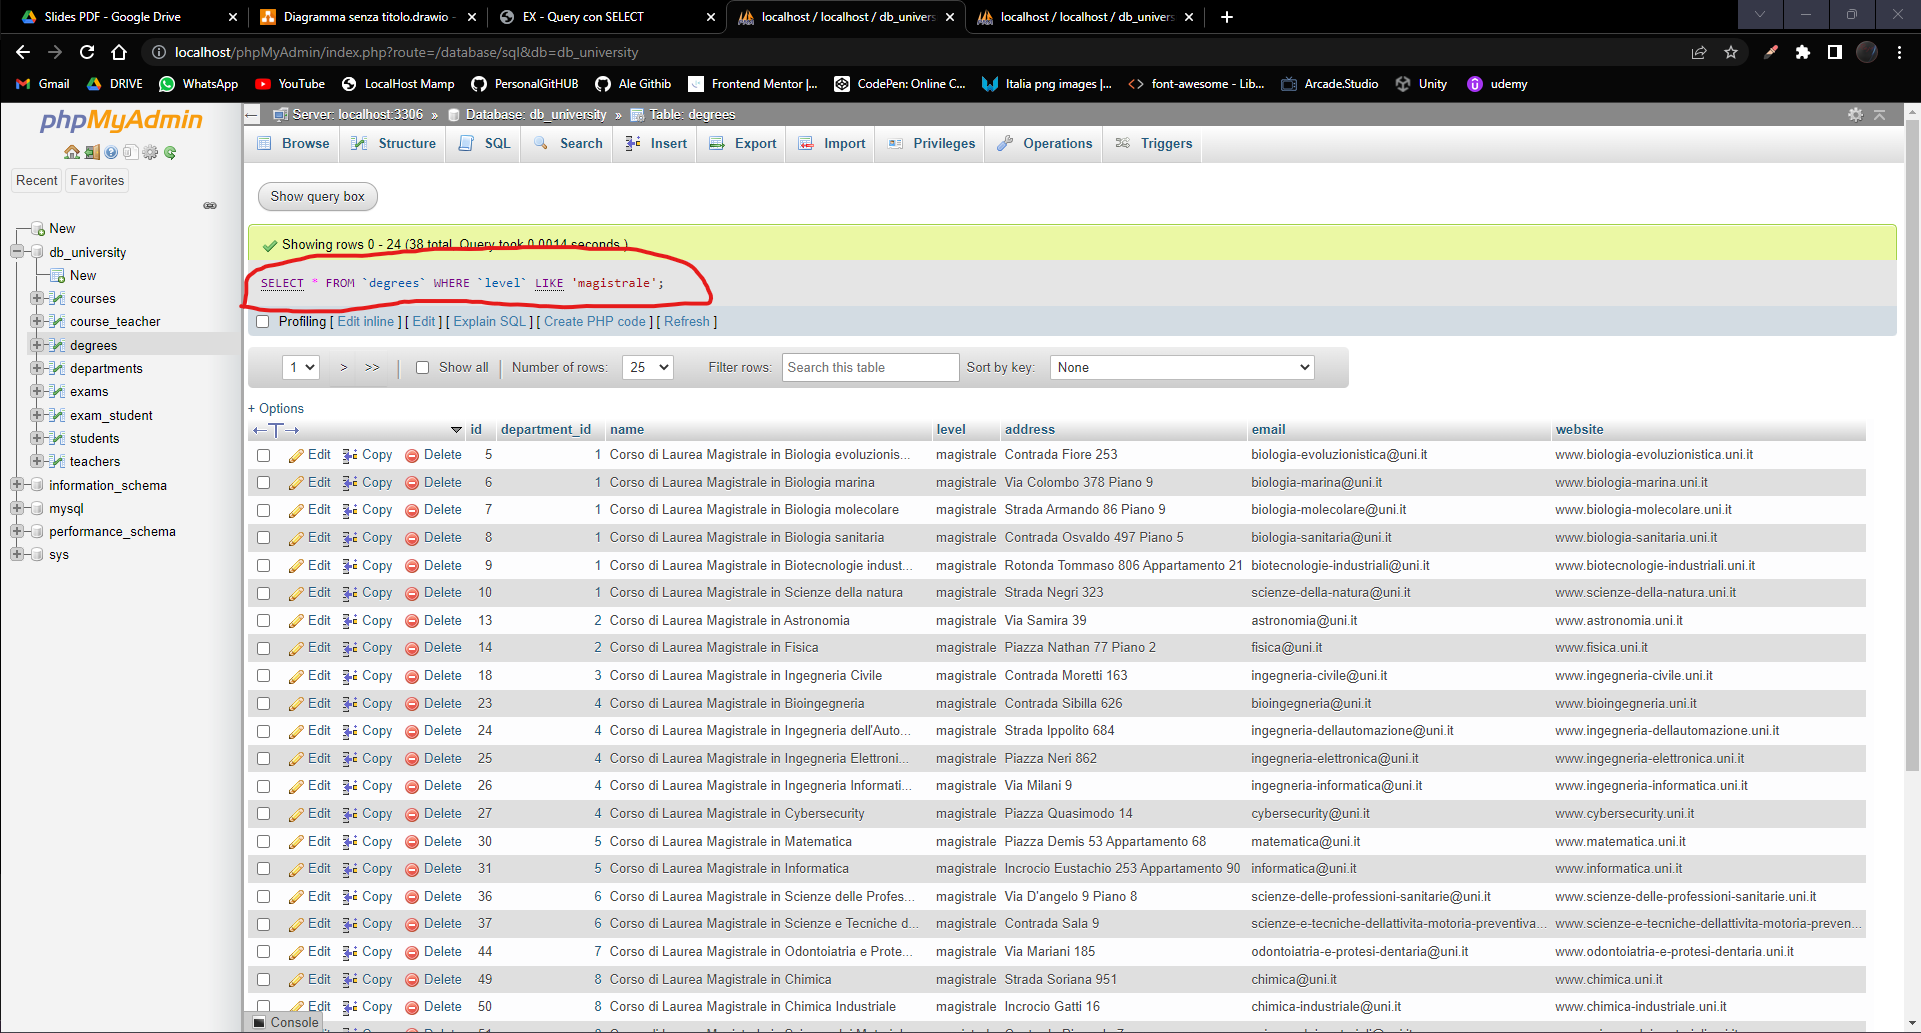 Slides PDF - Google Drive
Diagramma senza titolo.drawio -
EX - Query con SELECT
localhost / localhost / db_univers
localhost / localhost / db_univers
localhost/phpMyAdmin/index.php?route=/database/sql&db=db_university
Gmail DRIVE WhatsApp YouTube LocalHost Mamp PersonalGitHUB Ale Githib Frontend Mentor |... CodePen: Online C... Italia png images |... font-awesome - Lib... Arcade.Studio Unity udemy
phpMyAdmin
Recent Favorites
New
db_university
New
courses
course_teacher
degrees
departments
exams
exam_student
students
teachers
information_schema
mysql
performance_schema
sys
Server: localhost:3306 » Database: db_university » Table: degrees
Browse Structure SQL Search Insert Export Import Privileges Operations Triggers
Show query box
Showing rows 0 - 24 (38 total, Query took 0.0014 seconds.)
SELECT * FROM `degrees` WHERE `level` LIKE 'magistrale';
Profiling [ Edit inline ] [ Edit ] [ Explain SQL ] [ Create PHP code ] [ Refresh ]
1 > >> | Show all | Number of rows: 25 Filter rows: Search this table Sort by key: None
+ Options
←T→ id department_id name level address email website
Edit Copy Delete 5 1 Corso di Laurea Magistrale in Biologia evoluzionis... magistrale Contrada Fiore 253 biologia-evoluzionistica@uni.it www.biologia-evoluzionistica.uni.it
Edit Copy Delete 6 1 Corso di Laurea Magistrale in Biologia marina magistrale Via Colombo 378 Piano 9 biologia-marina@uni.it www.biologia-marina.uni.it
Edit Copy Delete 7 1 Corso di Laurea Magistrale in Biologia molecolare magistrale Strada Armando 86 Piano 9 biologia-molecolare@uni.it www.biologia-molecolare.uni.it
Edit Copy Delete 8 1 Corso di Laurea Magistrale in Biologia sanitaria magistrale Contrada Osvaldo 497 Piano 5 biologia-sanitaria@uni.it www.biologia-sanitaria.uni.it
Edit Copy Delete 9 1 Corso di Laurea Magistrale in Biotecnologie indust... magistrale Rotonda Tommaso 806 Appartamento 21 biotecnologie-industriali@uni.it www.biotecnologie-industriali.uni.it
Edit Copy Delete 10 1 Corso di Laurea Magistrale in Scienze della natura magistrale Strada Negri 323 scienze-della-natura@uni.it www.scienze-della-natura.uni.it
Edit Copy Delete 13 2 Corso di Laurea Magistrale in Astronomia magistrale Via Samira 39 astronomia@uni.it www.astronomia.uni.it
Edit Copy Delete 14 2 Corso di Laurea Magistrale in Fisica magistrale Piazza Nathan 77 Piano 2 fisica@uni.it www.fisica.uni.it
Edit Copy Delete 18 3 Corso di Laurea Magistrale in Ingegneria Civile magistrale Contrada Moretti 163 ingegneria-civile@uni.it www.ingegneria-civile.uni.it
Edit Copy Delete 23 4 Corso di Laurea Magistrale in Bioingegneria magistrale Contrada Sibilla 626 bioingegneria@uni.it www.bioingegneria.uni.it
Edit Copy Delete 24 4 Corso di Laurea Magistrale in Ingegneria dell'Auto... magistrale Strada Ippolito 684 ingegneria-dellautomazione@uni.it www.ingegneria-dellautomazione.uni.it
Edit Copy Delete 25 4 Corso di Laurea Magistrale in Ingegneria Elettroni... magistrale Piazza Neri 862 ingegneria-elettronica@uni.it www.ingegneria-elettronica.uni.it
Edit Copy Delete 26 4 Corso di Laurea Magistrale in Ingegneria Informati... magistrale Via Milani 9 ingegneria-informatica@uni.it www.ingegneria-informatica.uni.it
Edit Copy Delete 27 4 Corso di Laurea Magistrale in Cybersecurity magistrale Piazza Quasimodo 14 cybersecurity@uni.it www.cybersecurity.uni.it
Edit Copy Delete 30 5 Corso di Laurea Magistrale in Matematica magistrale Piazza Demis 53 Appartamento 68 matematica@uni.it www.matematica.uni.it
Edit Copy Delete 31 5 Corso di Laurea Magistrale in Informatica magistrale Incrocio Eustachio 253 Appartamento 90 informatica@uni.it www.informatica.uni.it
Edit Copy Delete 36 6 Corso di Laurea Magistrale in Scienze delle Profes... magistrale Via D'angelo 9 Piano 8 scienze-delle-professioni-sanitarie@uni.it www.scienze-delle-professioni-sanitarie.uni.it
Edit Copy Delete 37 6 Corso di Laurea Magistrale in Scienze e Tecniche d... magistrale Contrada Sala 9 scienze-e-tecniche-dellattivita-motoria-preventiva... www.scienze-e-tecniche-dellattivita-motoria-preven...
Edit Copy Delete 44 7 Corso di Laurea Magistrale in Odontoiatria e Prote... magistrale Via Mariani 185 odontoiatria-e-protesi-dentaria@uni.it www.odontoiatria-e-protesi-dentaria.uni.it
Edit Copy Delete 49 8 Corso di Laurea Magistrale in Chimica magistrale Strada Soriana 951 chimica@uni.it www.chimica.uni.it
Edit Copy Delete 50 8 Corso di Laurea Magistrale in Chimica Industriale magistrale Incrocio Gatti 16 chimica-industriale@uni.it www.chimica-industriale.uni.it
Console